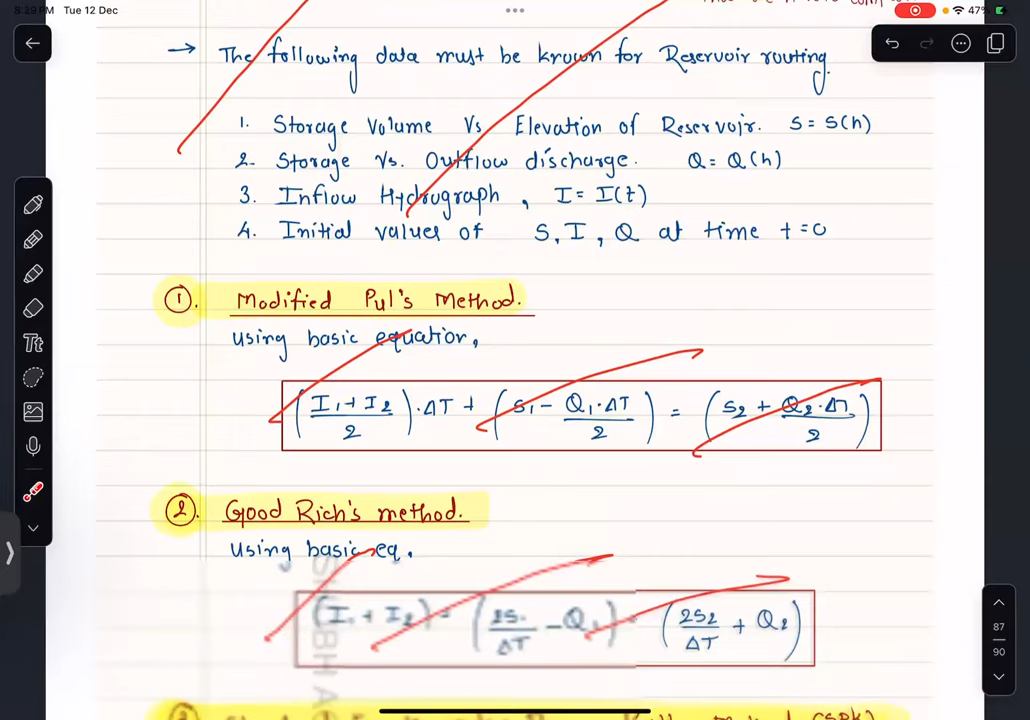 8:29 PM Tue 12 Dec
47%
→ The following data must be known for Reservoir routing.
1. Storage Volume Vs Elevation of Reservoir. S = S(h)
2- Storage Vs. Outflow discharge. Q = Q(h)
3. Inflow Hydrograph, I = I(t)
4. Initial values of S, I, Q at time t = 0
①. Modified Pul's Method.
Using basic equation,
((I₁ + I₂)/2)·ΔT + (S₁ − Q₁·ΔT/2) = (S₂ + Q₂·ΔT/2)
②. Good Rich's method.
Using basic eq.
(I₁ + I₂) + (2S₁/ΔT − Q₁) = (2S₂/ΔT + Q₂)
Tt
87
90